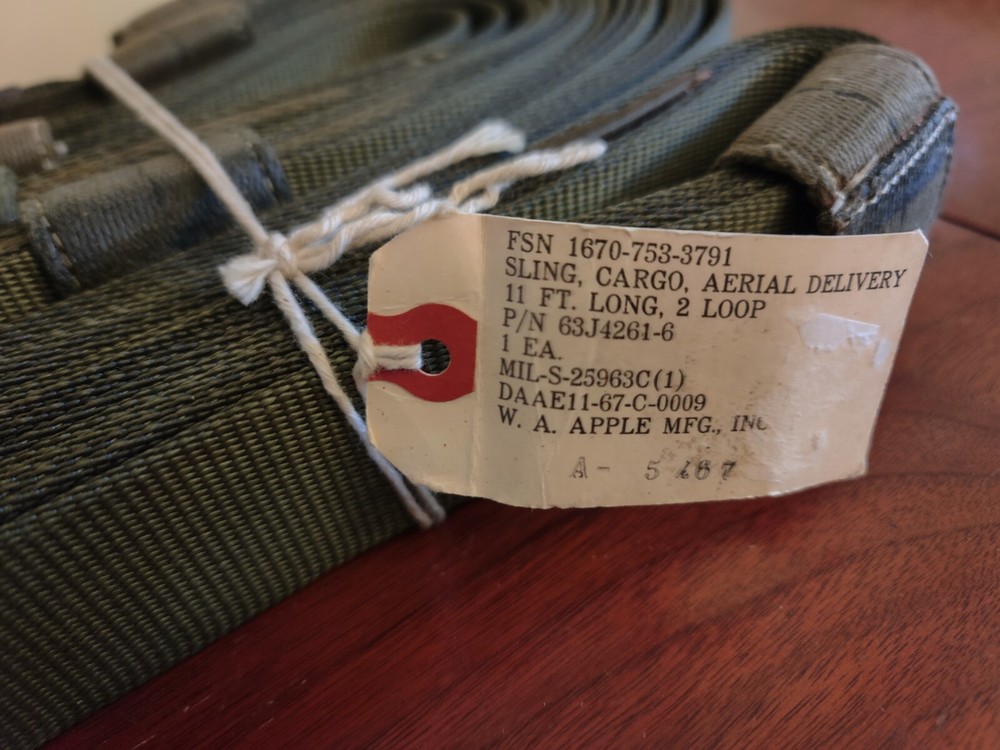 FSN 1670-753-3791
SLING, CARGO, AERIAL DELIVERY
11 FT. LONG, 2 LOOP
P/N 63J4261-6
1 EA.
MIL-S-25963C(1)
DAAE11-67-C-0009
W. A. APPLE MFG., INC
A- 5/67